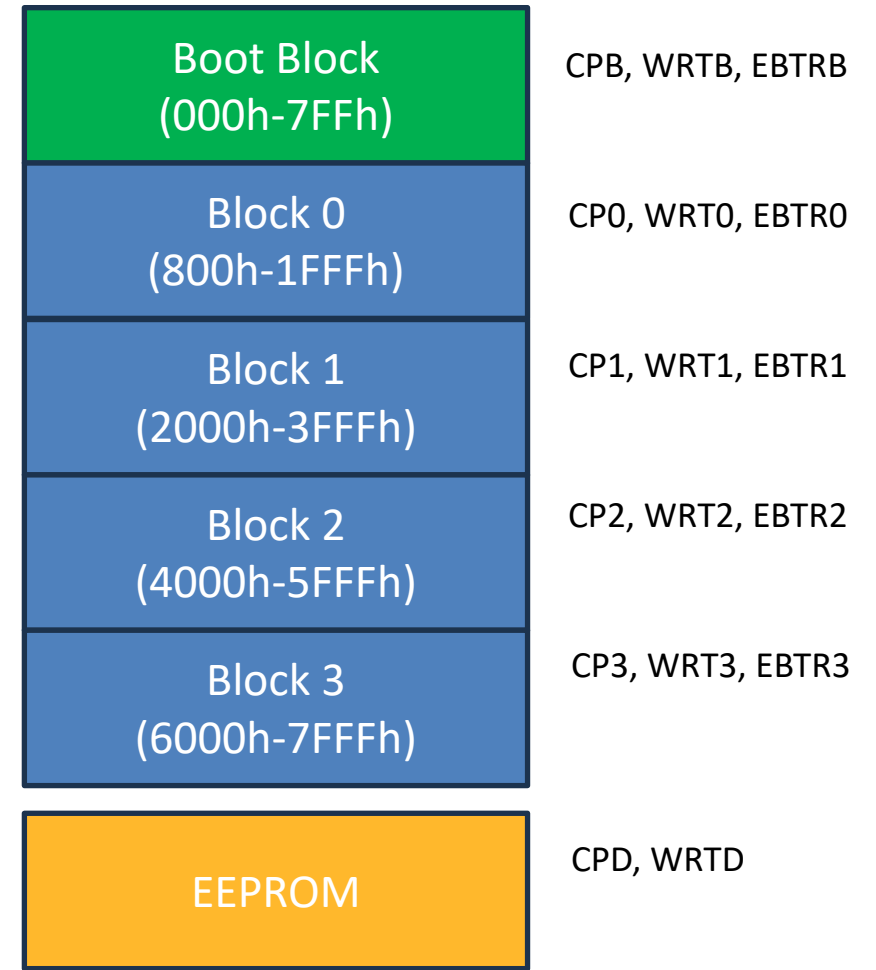 Boot Block
(000h-7FFh)
CPB, WRTB, EBTRB
Block 0
(800h-1FFFh)
CP0, WRT0, EBTR0
Block 1
(2000h-3FFFh)
CP1, WRT1, EBTR1
Block 2
(4000h-5FFFh)
CP2, WRT2, EBTR2
Block 3
(6000h-7FFFh)
CP3, WRT3, EBTR3
EEPROM
CPD, WRTD